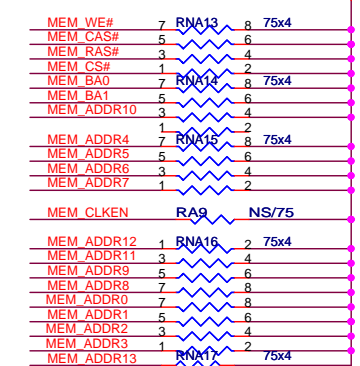 MEM_WE# 7 RNA13 8 75x4
MEM_CAS# 5 6
MEM_RAS# 3 4
MEM_CS# 1 2
MEM_BA0 7 RNA14 8 75x4
MEM_BA1 5 6
MEM_ADDR10 3 4
1 2
MEM_ADDR4 7 RNA15 8 75x4
MEM_ADDR5 5 6
MEM_ADDR6 3 4
MEM_ADDR7 1 2
MEM_CLKEN RA9 NS/75
MEM_ADDR12 1 RNA16 2 75x4
MEM_ADDR11 3 4
MEM_ADDR9 5 6
MEM_ADDR8 7 8
MEM_ADDR0 7 8
MEM_ADDR1 5 6
MEM_ADDR2 3 4
MEM_ADDR3 1 2
MEM_ADDR13 RNA17 75x4